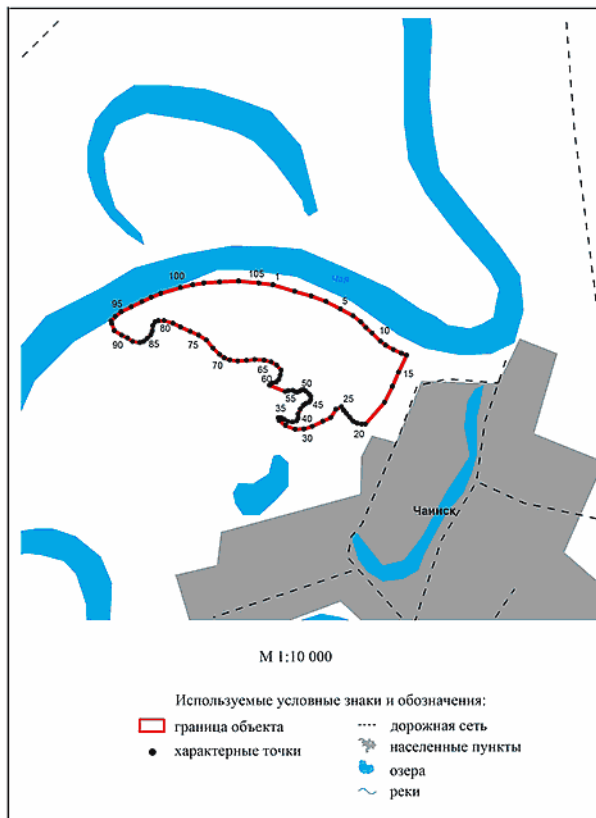 Чая
100
105
1
95
5
90
85
80
75
10
70
15
60
55
50
35
45
40
25
30
20
Чаинск
М 1:10 000
Используемые условные знаки и обозначения:
граница объекта
характерные точки
дорожная сеть
населенные пункты
озера
реки